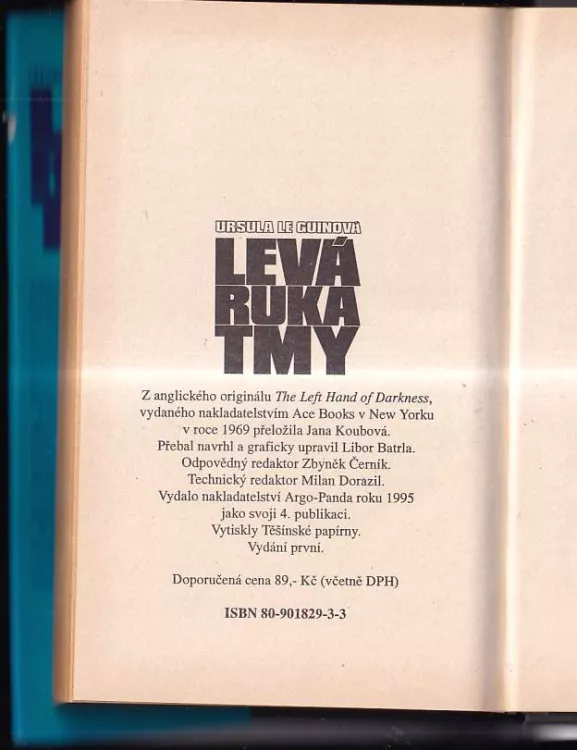 URSULA LE GUINOVÁ
LEVÁ
RUKA
TMY
Z anglického originálu The Left Hand of Darkness,
vydaného nakladatelstvím Ace Books v New Yorku
v roce 1969 přeložila Jana Koubová.
Přebal navrhl a graficky upravil Libor Batrla.
Odpovědný redaktor Zbyněk Černík.
Technický redaktor Milan Dorazil.
Vydalo nakladatelství Argo-Panda roku 1995
jako svoji 4. publikaci.
Vytiskly Těšínské papírny.
Vydání první.
Doporučená cena 89,- Kč (včetně DPH)
ISBN 80-901829-3-3